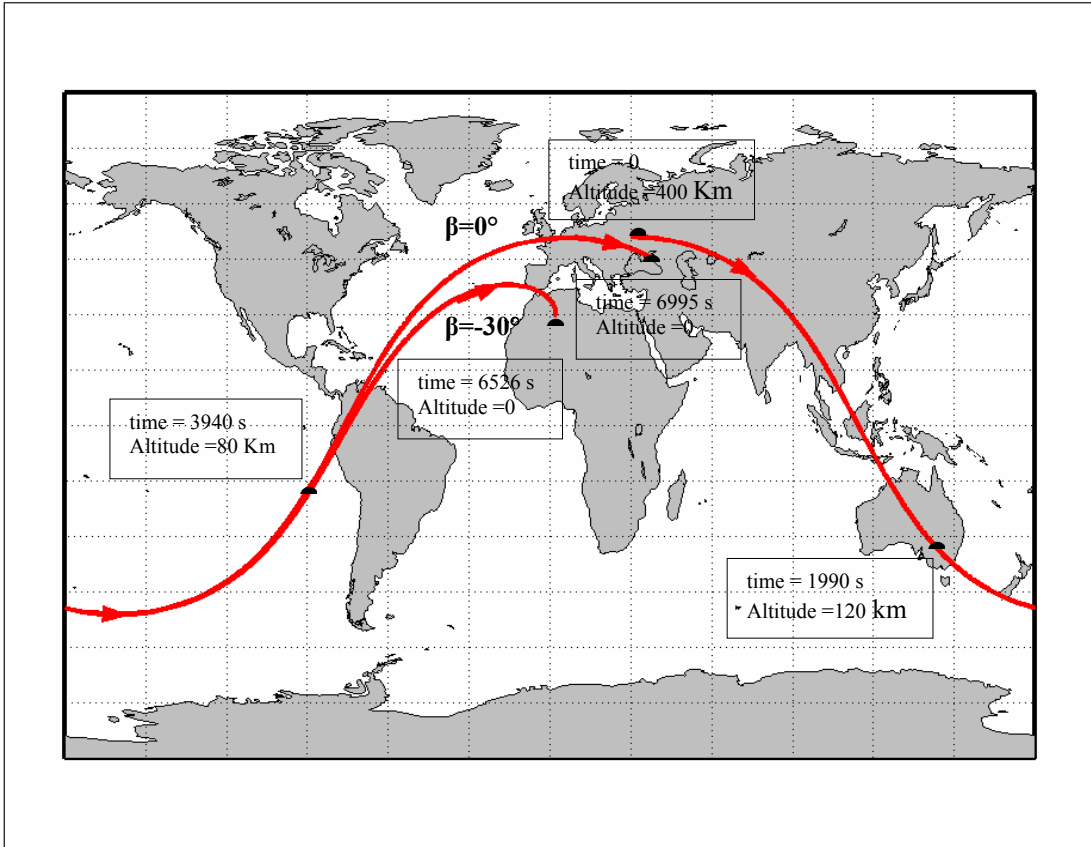 time = 0
Altitude =400 Km
β=0°
time = 6995 s
Altitude =0
β=-30°
time = 6526 s
Altitude =0
time = 3940 s
Altitude =80 Km
time = 1990 s
Altitude =120 km